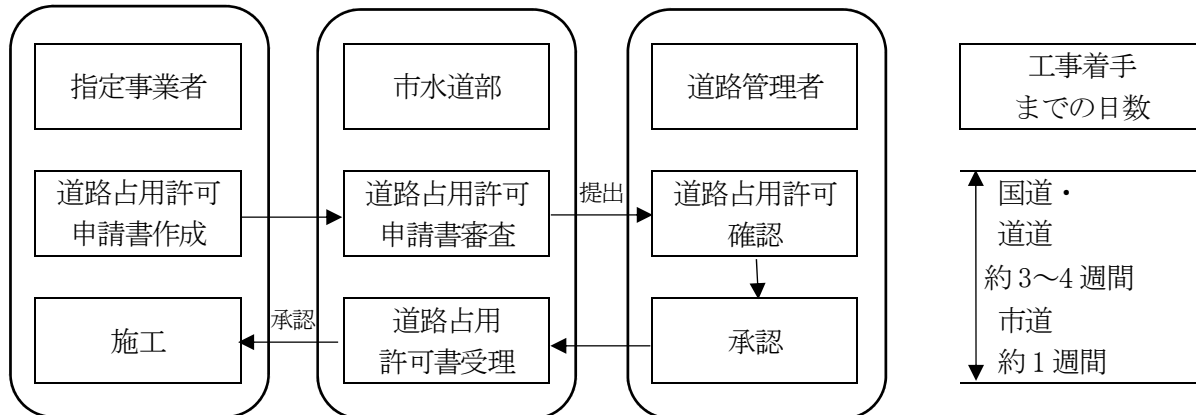 指定事業者
市水道部
道路管理者
工事着手
までの日数
道路占用許可
申請書作成
道路占用許可
申請書審査
提出
道路占用許可
確認
国道・
道道
約3～4週間
市道
約1週間
施工
承認
道路占用
許可書受理
承認